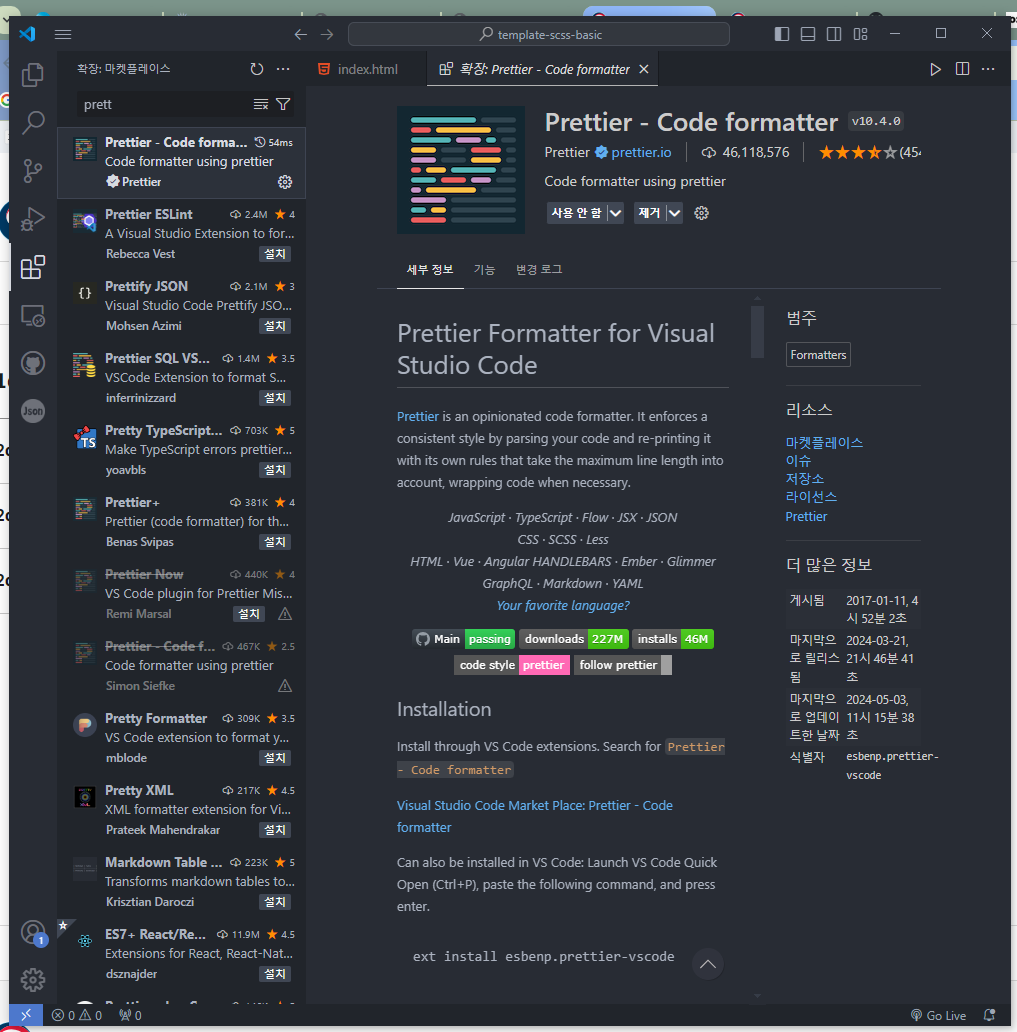 template-scss-basic
확장: 마켓플레이스
index.html
확장: Prettier - Code formatter
prett
Prettier - Code forma... 54ms
Code formatter using prettier
Prettier
Prettier ESLint 2.4M 4
A Visual Studio Extension to for...
Rebecca Vest 설치
Prettify JSON 2.1M 3
Visual Studio Code Prettify JSO...
Mohsen Azimi 설치
Prettier SQL VS... 1.4M 3.5
VSCode Extension to format S...
inferrinizzard 설치
Pretty TypeScript... 703K 5
Make TypeScript errors prettier...
yoavbls 설치
Prettier+ 381K 4
Prettier (code formatter) for th...
Benas Svipas 설치
Prettier Now 440K 4
VS Code plugin for Prettier Mis...
Remi Marsal 설치
Prettier - Code f... 467K 2.5
Code formatter using prettier
Simon Siefke
Pretty Formatter 309K 3.5
VS Code extension to format y...
mblode 설치
Pretty XML 217K 4.5
XML formatter extension for Vi...
Prateek Mahendrakar 설치
Markdown Table ... 223K 5
Transforms markdown tables to...
Krisztian Daroczi 설치
ES7+ React/Re... 11.9M 4.5
Extensions for React, React-Nat...
dsznajder 설치
Prettier - Code formatter v10.4.0
Prettier prettier.io 46,118,576 (454
Code formatter using prettier
사용 안 함 제거
세부 정보 기능 변경 로그
Prettier Formatter for Visual
Studio Code
Prettier is an opinionated code formatter. It enforces a
consistent style by parsing your code and re-printing it
with its own rules that take the maximum line length into
account, wrapping code when necessary.
JavaScript · TypeScript · Flow · JSX · JSON
CSS · SCSS · Less
HTML · Vue · Angular HANDLEBARS · Ember · Glimmer
GraphQL · Markdown · YAML
Your favorite language?
Main passing downloads 227M installs 46M
code style prettier follow prettier
Installation
Install through VS Code extensions. Search for Prettier
- Code formatter
Visual Studio Code Market Place: Prettier - Code
formatter
Can also be installed in VS Code: Launch VS Code Quick
Open (Ctrl+P), paste the following command, and press
enter.
ext install esbenp.prettier-vscode
범주
Formatters
리소스
마켓플레이스
이슈
저장소
라이선스
Prettier
더 많은 정보
게시됨 2017-01-11, 4
시 52분 2초
마지막으 2024-03-21,
로 릴리스 21시 46분 41
됨 초
마지막으 2024-05-03,
로 업데이 11시 15분 38
트한 날짜 초
식별자 esbenp.prettier-
vscode
Json
1
0 0 0
Go Live